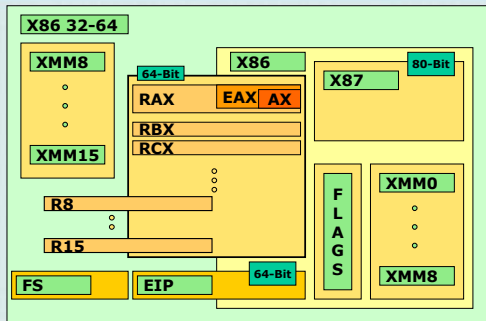 X86 32-64
XMM8
XMM15
64-Bit
RAX
EAX
AX
RBX
RCX
R8
R15
X86
80-Bit
X87
FLAGS
XMM0
XMM8
FS
EIP
64-Bit